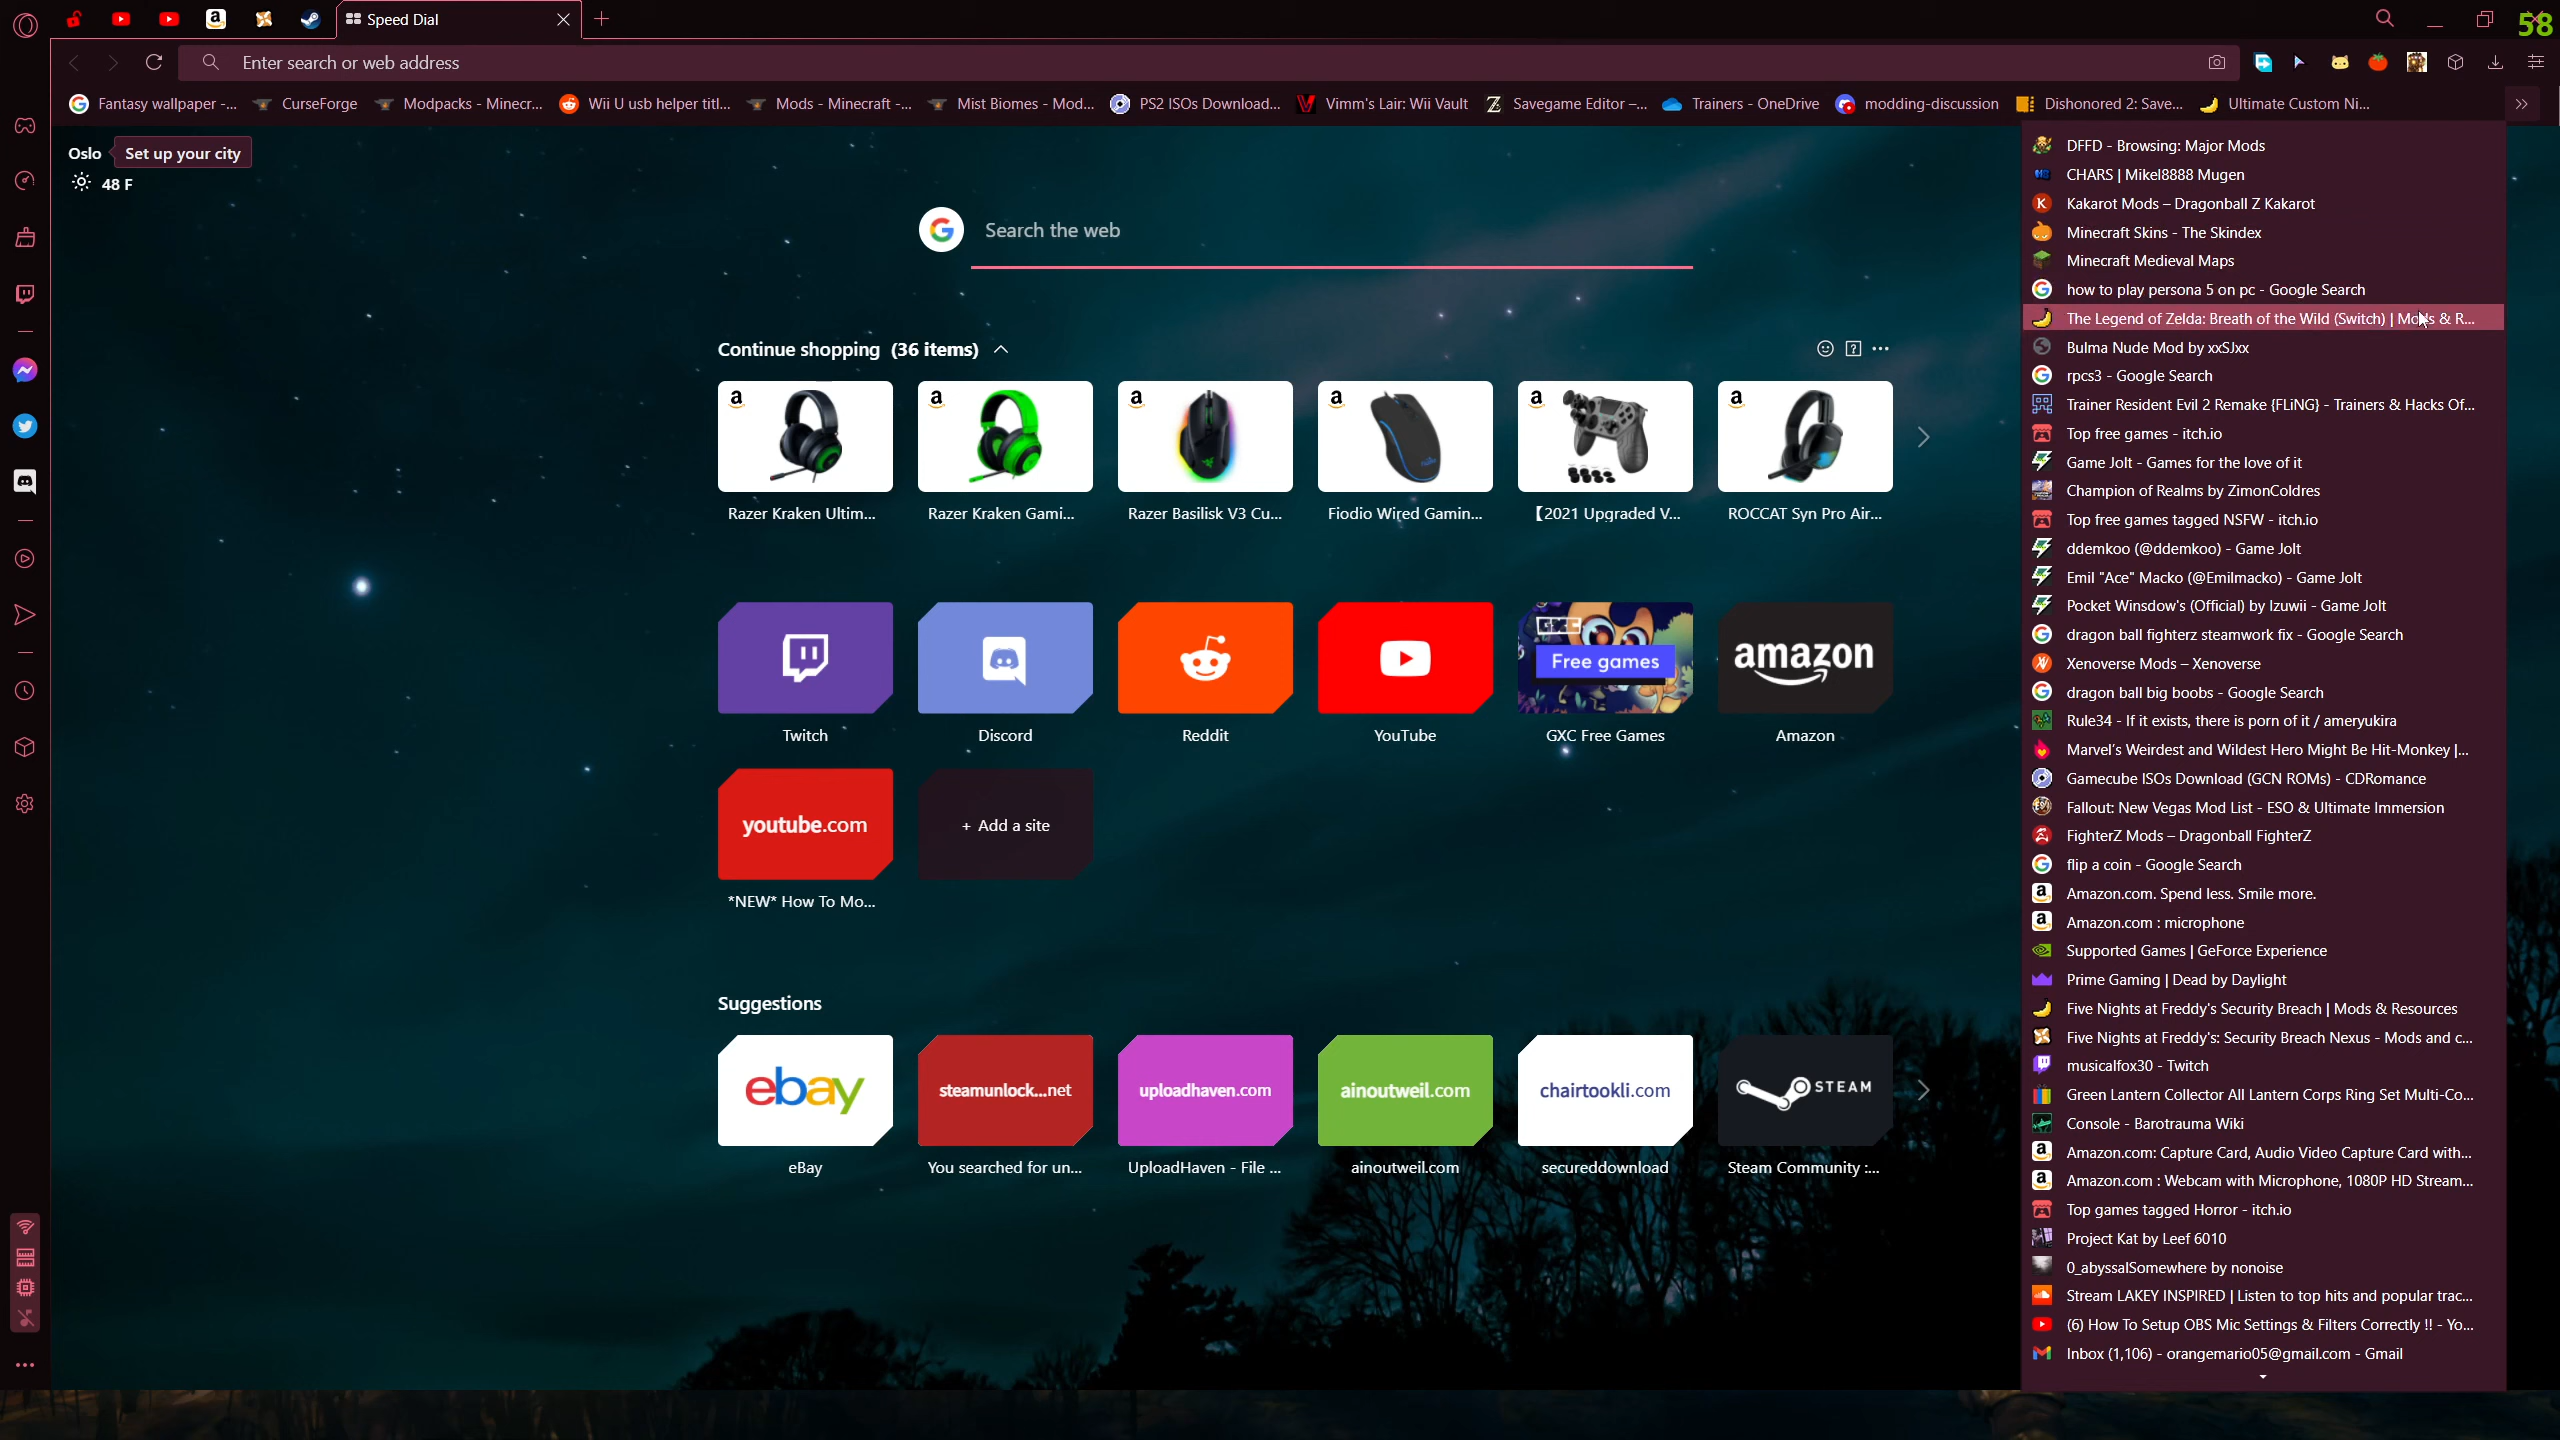 Speed Dial
58
Enter search or web address
Fantasy wallpaper -...
CurseForge
Modpacks - Minecr...
Wii U usb helper titl...
Mods - Minecraft -...
Mist Biomes - Mod...
PS2 ISOs Download...
Vimm's Lair: Wii Vault
Savegame Editor –...
Trainers - OneDrive
modding-discussion
Dishonored 2: Save...
Ultimate Custom Ni...
Oslo
Set up your city
48 F
Search the web
Continue shopping (36 items)
Razer Kraken Ultim...
Razer Kraken Gami...
Razer Basilisk V3 Cu...
Fiodio Wired Gamin...
【2021 Upgraded V...
ROCCAT Syn Pro Air...
GXC
Free games
amazon
Twitch
Discord
Reddit
YouTube
GXC Free Games
Amazon
youtube.com
+ Add a site
*NEW* How To Mo...
Suggestions
ebay
steamunlock...net
uploadhaven.com
ainoutweil.com
chairtookli.com
STEAM
eBay
You searched for un...
UploadHaven - File ...
ainoutweil.com
secureddownload
Steam Community :...
DFFD - Browsing: Major Mods
CHARS | Mikel8888 Mugen
Kakarot Mods – Dragonball Z Kakarot
Minecraft Skins - The Skindex
Minecraft Medieval Maps
how to play persona 5 on pc - Google Search
The Legend of Zelda: Breath of the Wild (Switch) | Mods & R...
Bulma Nude Mod by xxSJxx
rpcs3 - Google Search
Trainer Resident Evil 2 Remake {FLiNG} - Trainers & Hacks Of...
Top free games - itch.io
Game Jolt - Games for the love of it
Champion of Realms by ZimonColdres
Top free games tagged NSFW - itch.io
ddemkoo (@ddemkoo) - Game Jolt
Emil "Ace" Macko (@Emilmacko) - Game Jolt
Pocket Winsdow's (Official) by Izuwii - Game Jolt
dragon ball fighterz steamwork fix - Google Search
Xenoverse Mods – Xenoverse
dragon ball big boobs - Google Search
Rule34 - If it exists, there is porn of it / ameryukira
Marvel's Weirdest and Wildest Hero Might Be Hit-Monkey |...
Gamecube ISOs Download (GCN ROMs) - CDRomance
Fallout: New Vegas Mod List - ESO & Ultimate Immersion
FighterZ Mods – Dragonball FighterZ
flip a coin - Google Search
Amazon.com. Spend less. Smile more.
Amazon.com : microphone
Supported Games | GeForce Experience
Prime Gaming | Dead by Daylight
Five Nights at Freddy's Security Breach | Mods & Resources
Five Nights at Freddy's: Security Breach Nexus - Mods and c...
musicalfox30 - Twitch
Green Lantern Collector All Lantern Corps Ring Set Multi-Co...
Console - Barotrauma Wiki
Amazon.com: Capture Card, Audio Video Capture Card with...
Amazon.com : Webcam with Microphone, 1080P HD Stream...
Top games tagged Horror - itch.io
Project Kat by Leef 6010
0_abyssalSomewhere by nonoise
Stream LAKEY INSPIRED | Listen to top hits and popular trac...
(6) How To Setup OBS Mic Settings & Filters Correctly !! - Yo...
Inbox (1,106) - orangemario05@gmail.com - Gmail